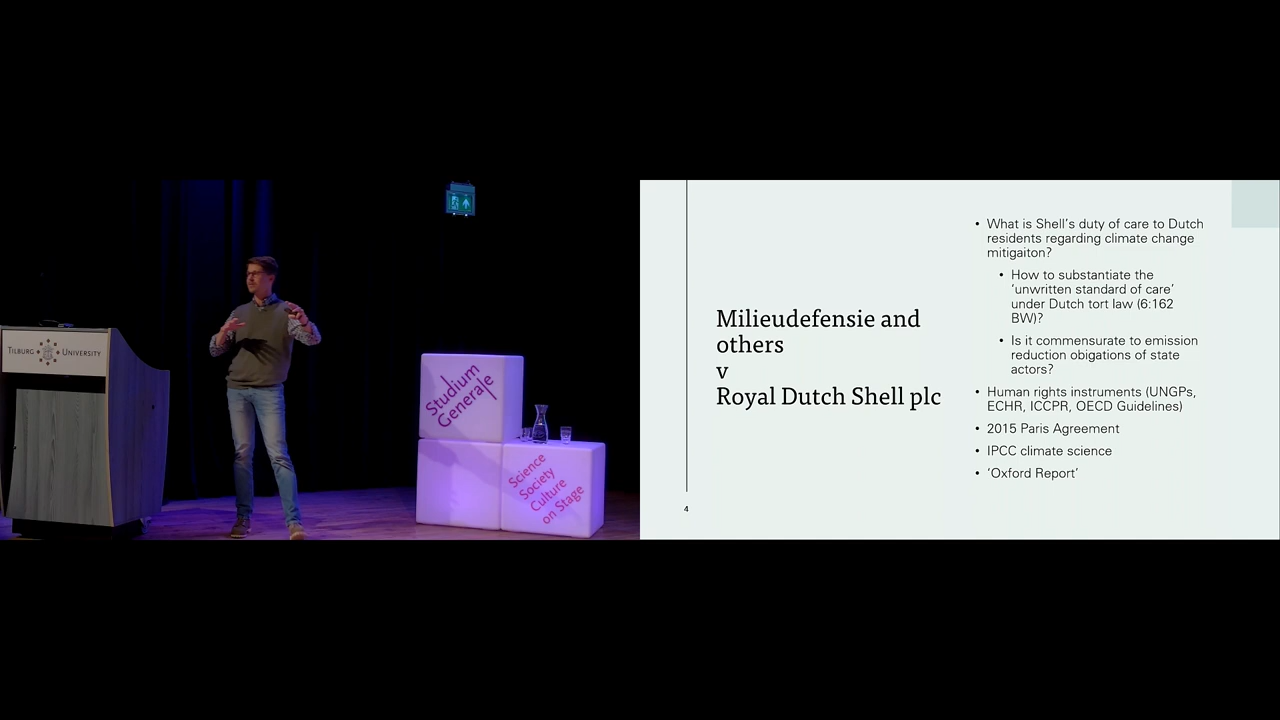 TILBURG UNIVERSITY
Studium
Generale
Science
Society
Culture
on Stage
Milieudefensie and
others
v
Royal Dutch Shell plc
4
• What is Shell’s duty of care to Dutch
residents regarding climate change
mitigaiton?
• How to substantiate the
‘unwritten standard of care’
under Dutch tort law (6:162
BW)?
• Is it commensurate to emission
reduction obigations of state
actors?
• Human rights instruments (UNGPs,
ECHR, ICCPR, OECD Guidelines)
• 2015 Paris Agreement
• IPCC climate science
• ‘Oxford Report’